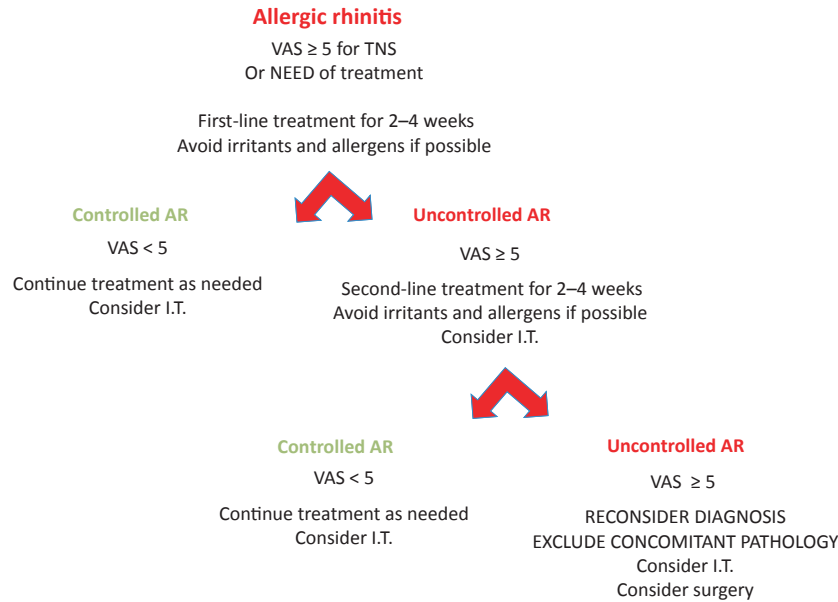 Allergic rhinitis
VAS ≥ 5 for TNS
Or NEED of treatment
First-line treatment for 2–4 weeks
Avoid irritants and allergens if possible
Controlled AR
VAS < 5
Continue treatment as needed
Consider I.T.
Uncontrolled AR
VAS ≥ 5
Second-line treatment for 2–4 weeks
Avoid irritants and allergens if possible
Consider I.T.
Controlled AR
VAS < 5
Continue treatment as needed
Consider I.T.
Uncontrolled AR
VAS ≥ 5
RECONSIDER DIAGNOSIS
EXCLUDE CONCOMITANT PATHOLOGY
Consider I.T.
Consider surgery